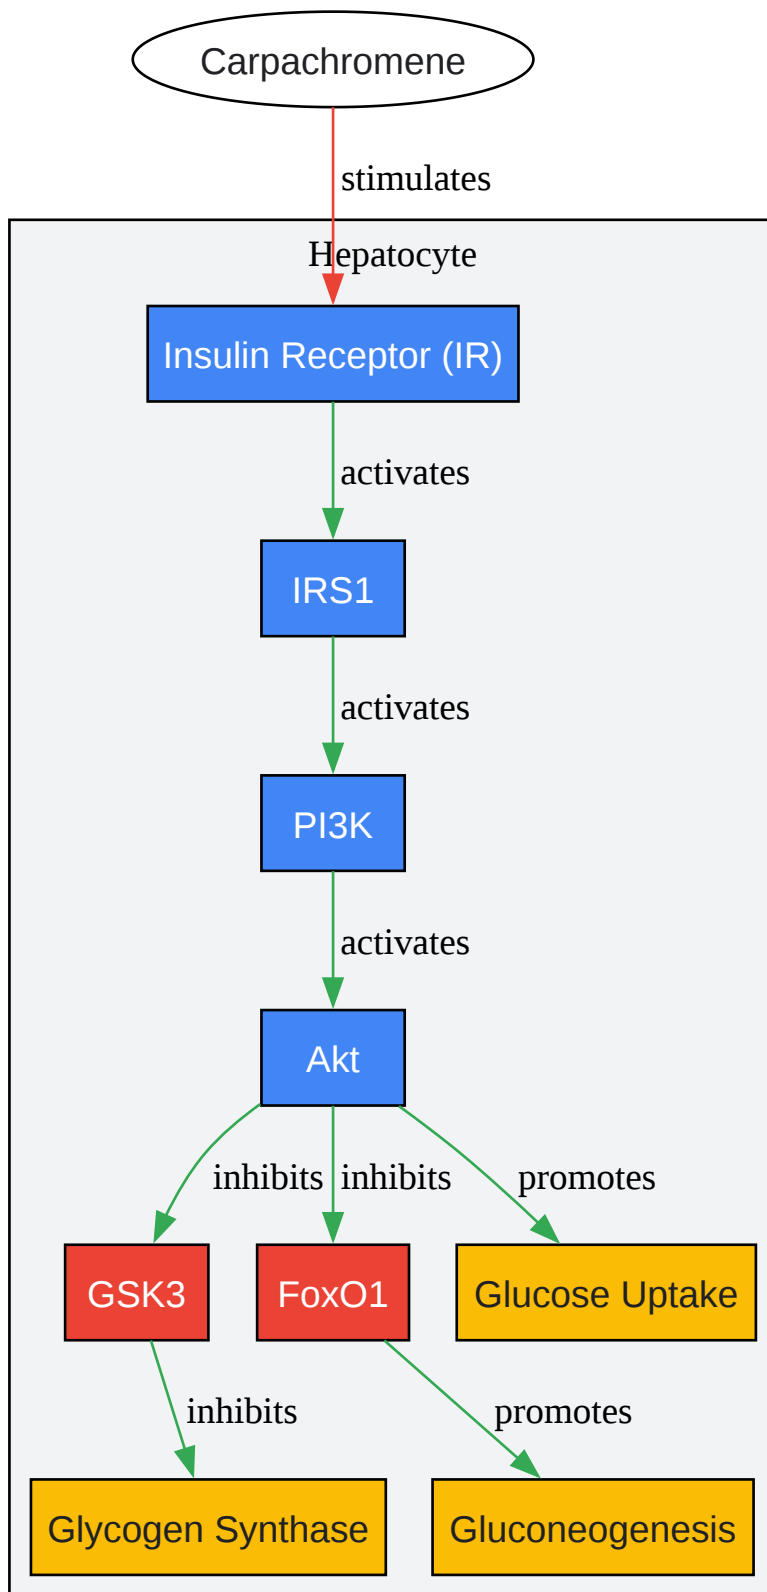 Carpachromene
stimulates
Hepatocyte
Insulin Receptor (IR)
activates
IRS1
activates
PI3K
activates
Akt
inhibits
inhibits
promotes
GSK3
FoxO1
Glucose Uptake
inhibits
promotes
Glycogen Synthase
Gluconeogenesis